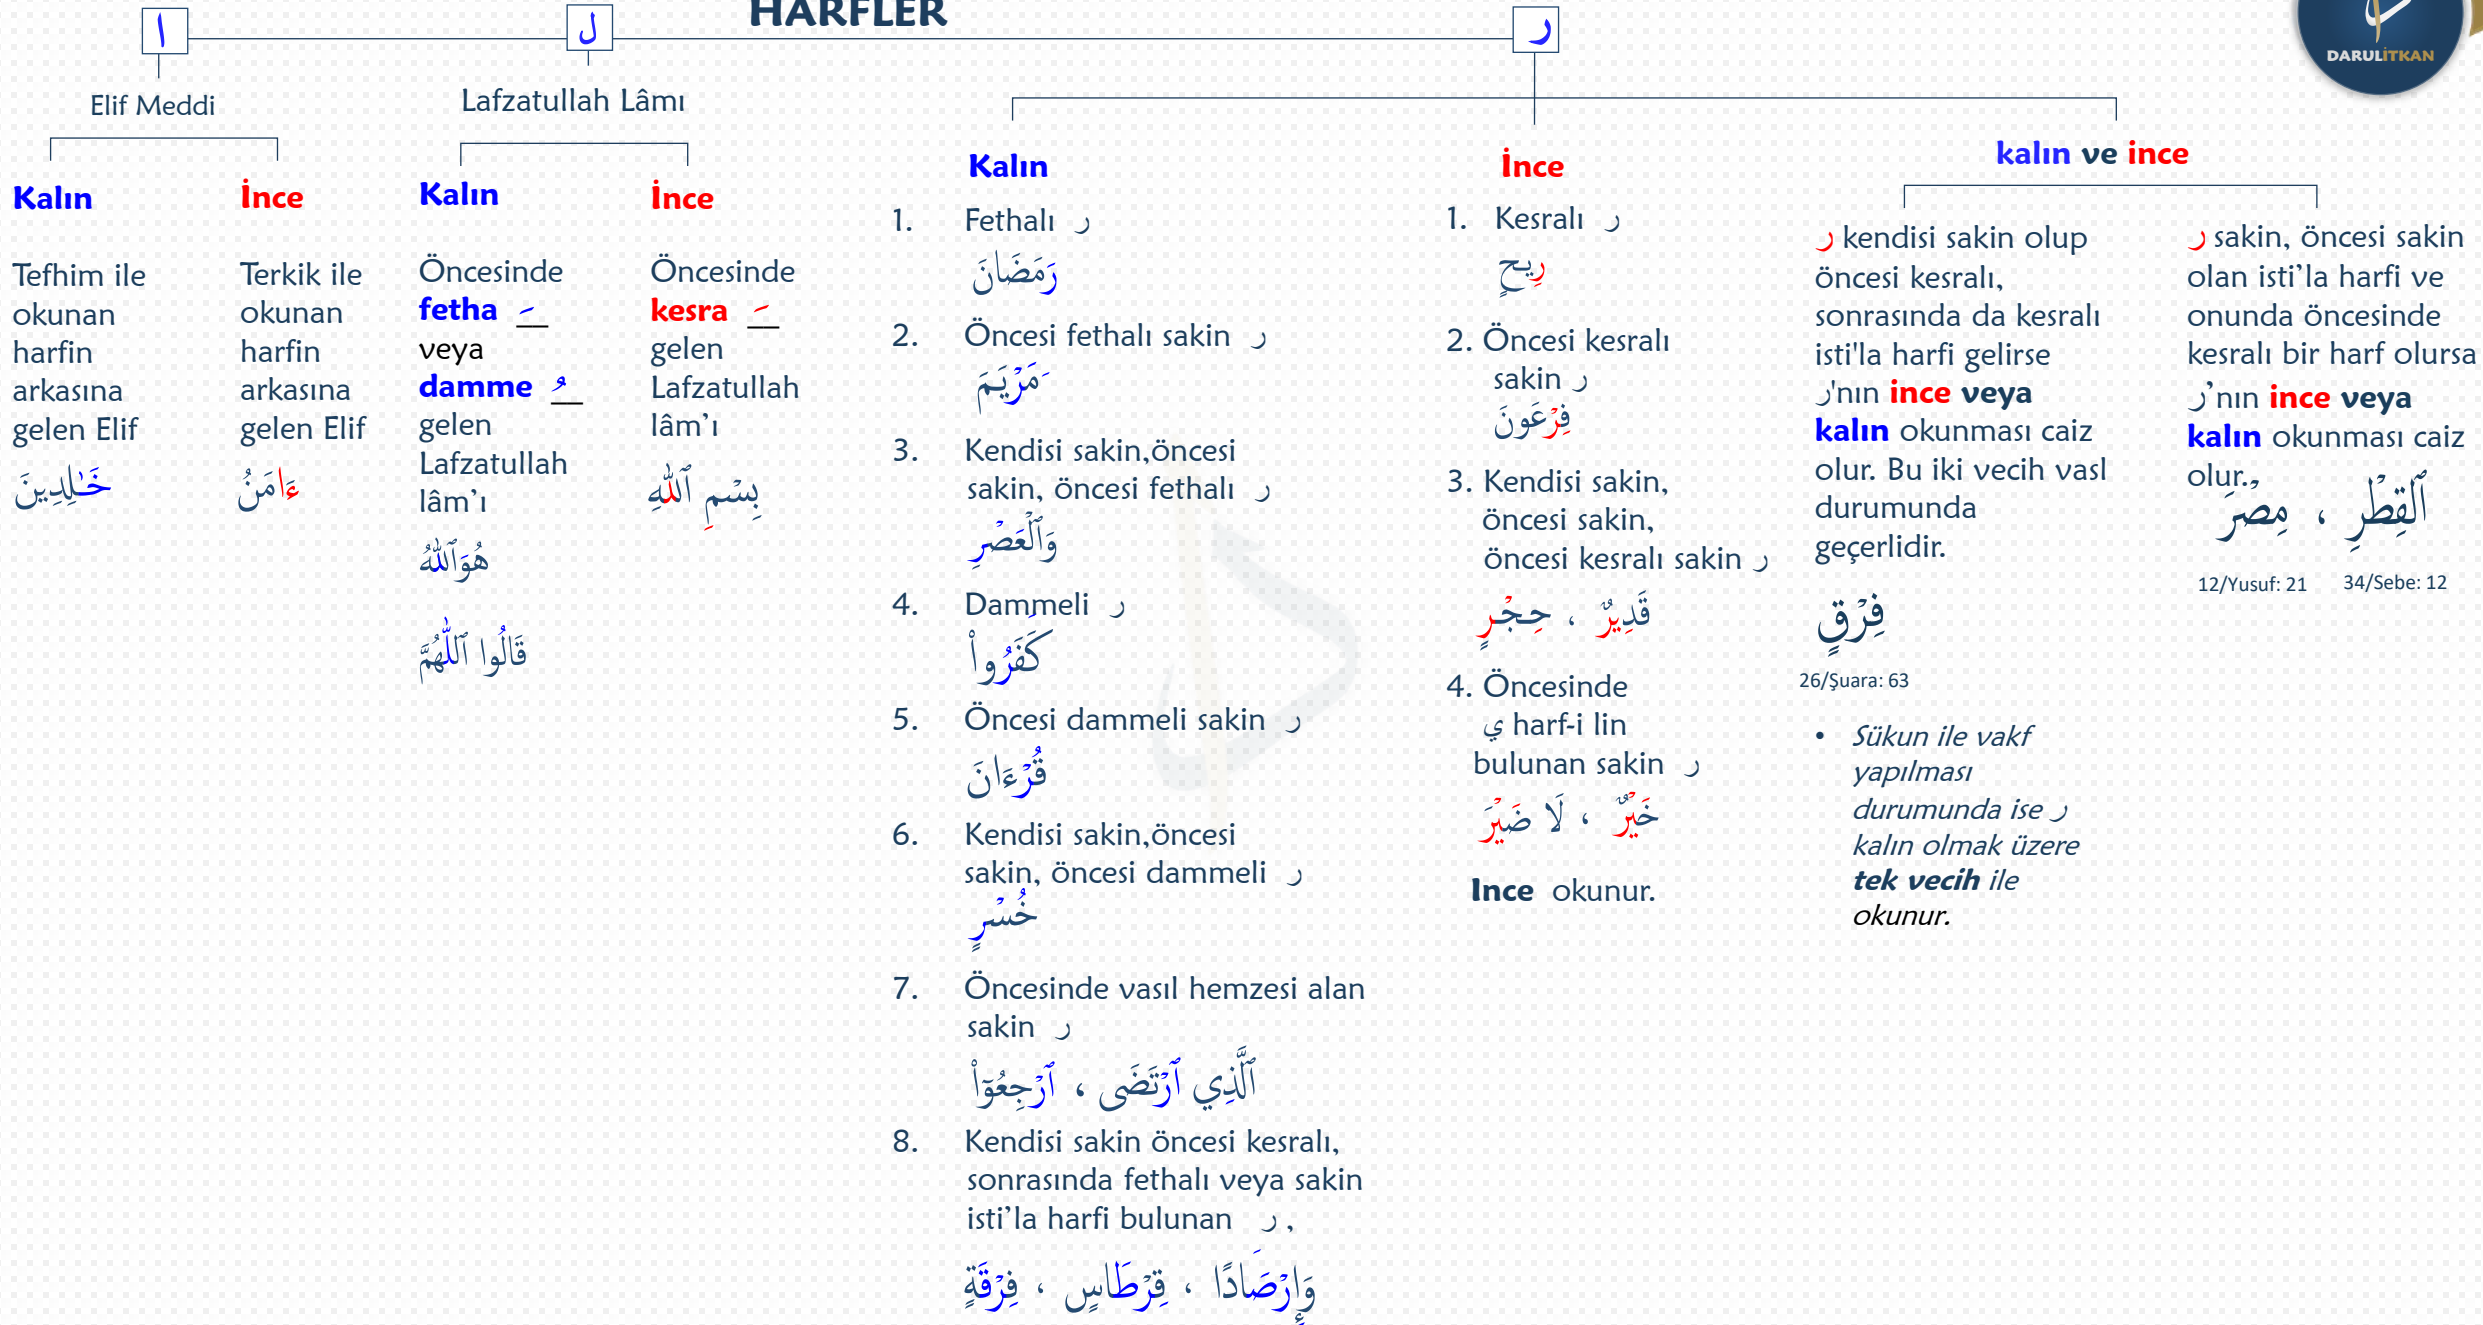 HARFLER
DARULİTKAN
ا
ل
ر
Elif Meddi
Kalın
Tefhim ile
okunan
harfin
arkasına
gelen Elif
خَـٰلِدِينَ
İnce
Terkik ile
okunan
harfin
arkasına
gelen Elif
ءَامَنُ
Lafzatullah Lâmı
Kalın
Öncesinde
fetha __َ
veya
damme __ُ
gelen
Lafzatullah
lâm’ı
هُوَٱللَّهُ
قَالُوا ٱللَّهُمَّ
İnce
Öncesinde
kesra __َ
gelen
Lafzatullah
lâm’ı
بِسْمِ ٱللَّهِ
Kalın
1. Fethalı ر
رَمَضَانَ
2. Öncesi fethalı sakin ر
مَرْيَمَ
3. Kendisi sakin,öncesi
sakin, öncesi fethalı ر
وَٱلْعَصْرِ
4. Dammeli ر
كَفَرُوا۟
5. Öncesi dammeli sakin ر
قُرْءَانَ
6. Kendisi sakin,öncesi
sakin, öncesi dammeli ر
خُسْرٍ
7. Öncesinde vasıl hemzesi alan
sakin ر
ٱلَّذِي ٱرْتَضَى ، ٱرْجِعُوٓا۟
8. Kendisi sakin öncesi kesralı,
sonrasında fethalı veya sakin
isti’la harfi bulunan ر ,
وَإِرْصَادًا ، قِرْطَاسٍ ، فِرْقَةٍ
İnce
1. Kesralı ر
رِيحٍ
2. Öncesi kesralı
sakin ر
فِرْعَونَ
3. Kendisi sakin,
öncesi sakin,
öncesi kesralı sakin ر
قَدِيرٌ ، حِجْرٍ
4. Öncesinde
ي harf-i lin
bulunan sakin ر
خَيْرٌ ، لَا ضَيْرَ
Ince okunur.
kalın ve ince
ر kendisi sakin olup
öncesi kesralı,
sonrasında da kesralı
isti'la harfi gelirse
ر'nın ince veya
kalın okunması caiz
olur. Bu iki vecih vasl
durumunda
geçerlidir.
فِرْقٍ
26/Şuara: 63
• Sükun ile vakf
yapılması
durumunda ise ر
kalın olmak üzere
tek vecih ile
okunur.
ر sakin, öncesi sakin
olan isti’la harfi ve
onunda öncesinde
kesralı bir harf olursa
ر’nın ince veya
kalın okunması caiz
olur.
ٱلْقِطْرِ ، مِصْرَ
12/Yusuf: 21 34/Sebe: 12